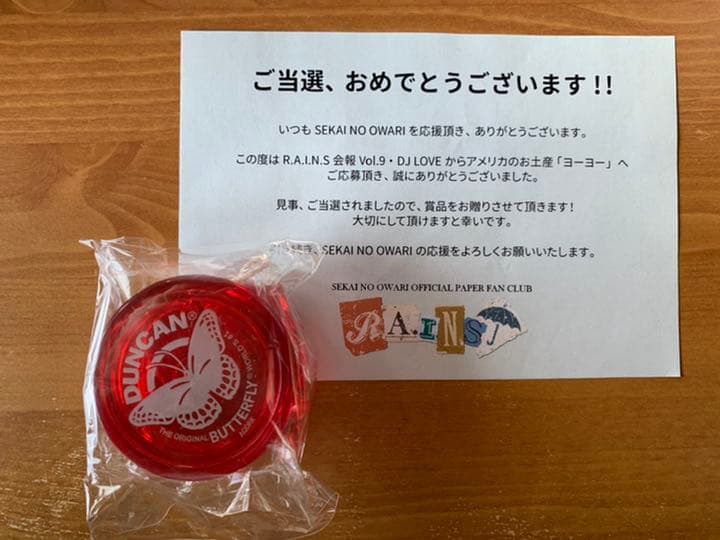 ご当選、おめでとうございます!!
いつも SEKAI NO OWARI を応援頂き、ありがとうございます。
この度は R.A.I.N.S 会報 Vol.9・DJ LOVE からアメリカのお土産「ヨーヨー」へ
ご応募頂き、誠にありがとうございました。
見事、ご当選されましたので、賞品をお贈りさせて頂きます!
大切にして頂けますと幸いです。
、SEKAI NO OWARI の応援をよろしくお願いいたします。
SEKAI NO OWARI OFFICIAL PAPER FAN CLUB
R.A.I.N.S
DUNCAN®
THE ORIGINAL BUTTERFLY
WORLD'S #1